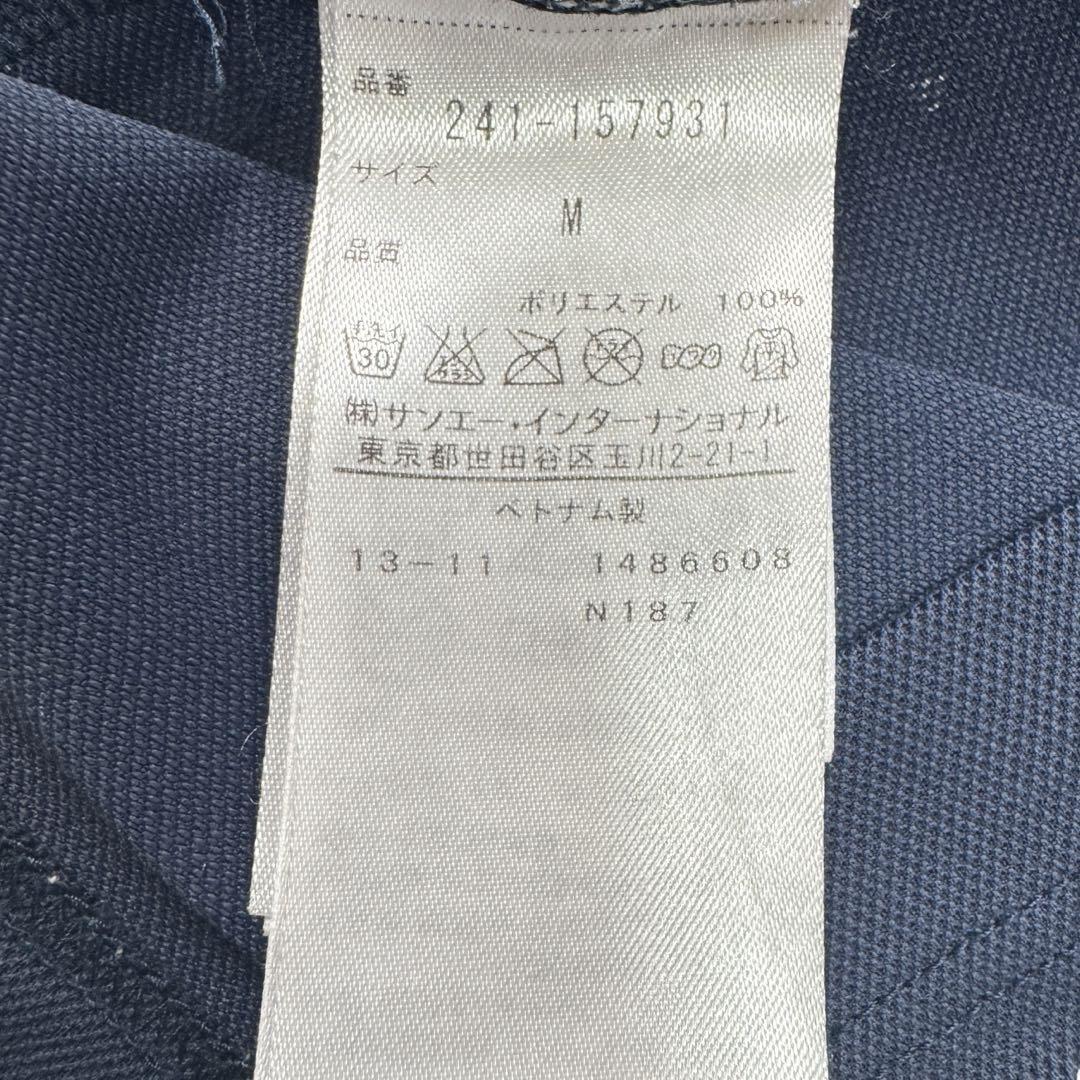 品番
241-157931
サイズ
M
品質
ポリエステル 100%
手洗イ
30
(株)サンエー・インターナショナル
東京都世田谷区玉川2-21-1
ベトナム製
13-11 1486608
N187